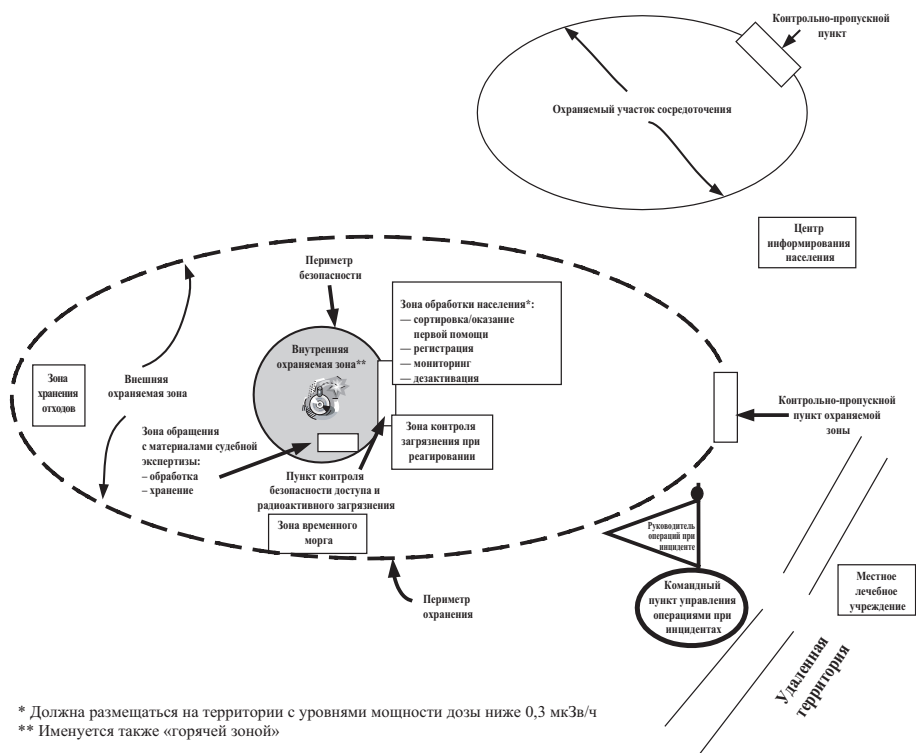 Контрольно-пропускной
пункт
Охраняемый участок сосредоточения
Центр
информирования
населения
Периметр
безопасности
Зона обработки населения*:
— сортировка/оказание
первой помощи
— регистрация
— мониторинг
— дезактивация
Внутренняя
охраняемая зона**
Зона
хранения
отходов
Внешняя
охраняемая зона
Контрольно-пропускной
пункт охраняемой
зоны
Зона обращения
с материалами судебной
экспертизы:
– обработка
– хранение
Зона контроля
загрязнения при
реагировании
Пункт контроля
безопасности доступа и
радиоактивного загрязнения
Зона временного
морга
Руководитель
операций при
инциденте
Периметр
охранения
Командный
пункт управления
операциями при
инцидентах
Местное
лечебное
учреждение
Удаленная
территория
* Должна размещаться на территории с уровнями мощности дозы ниже 0,3 мкЗв/ч
** Именуется также «горячей зоной»